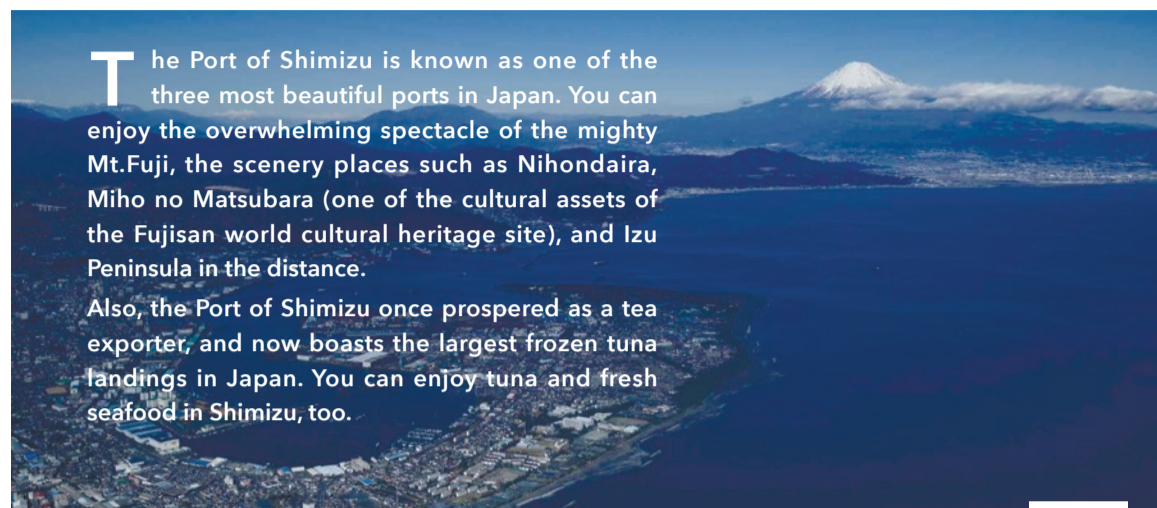 The Port of Shimizu is known as one of the
three most beautiful ports in Japan. You can
enjoy the overwhelming spectacle of the mighty
Mt.Fuji, the scenery places such as Nihondaira,
Miho no Matsubara (one of the cultural assets of
the Fujisan world cultural heritage site), and Izu
Peninsula in the distance.
Also, the Port of Shimizu once prospered as a tea
exporter, and now boasts the largest frozen tuna
landings in Japan. You can enjoy tuna and fresh
seafood in Shimizu, too.